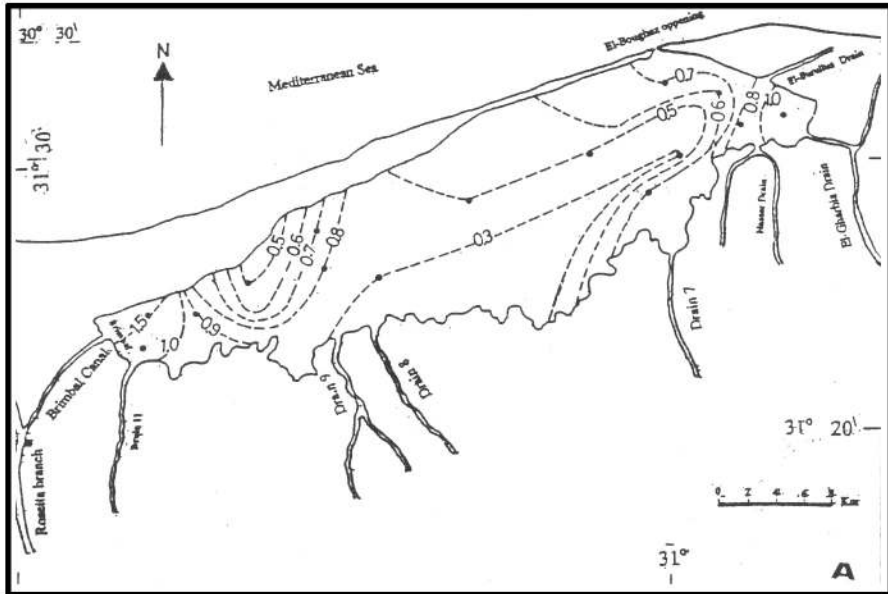 30° 30'
N
Mediterranean Sea
El-Boughaz oppening
El-Burullus Drain
0.7
0.5
0.6
0.8
1.0
31° 30'
Nasser Drain
El Gharbia Drain
0.5
0.6
0.7
0.8
0.3
1.5
1.0
0.9
Brimbal Canal
Drain 11
Drain 9
Drain 8
Drain 7
Rosseita branch
31° 20'
0 2 4 6 8 Km
31°
A